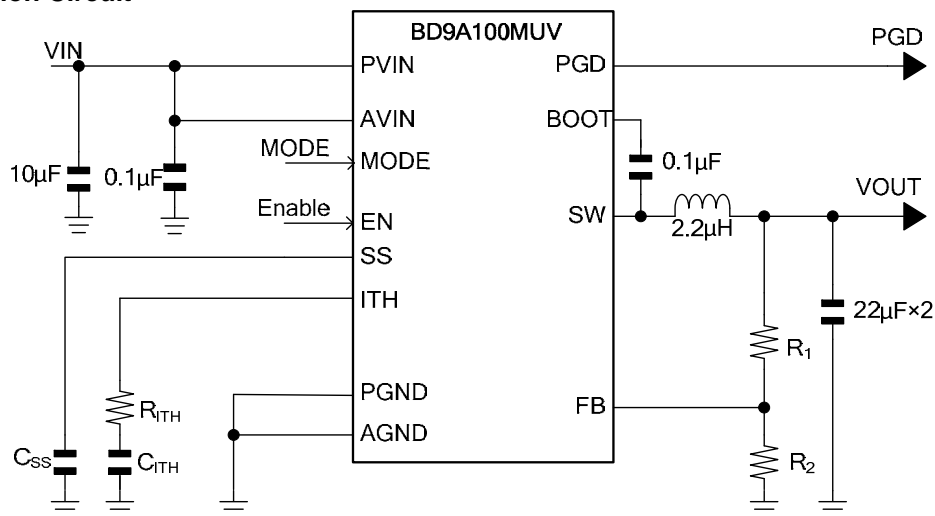 BD9A100MUV
VIN
PVIN
PGD
PGD
AVIN
BOOT
MODE
MODE
10µF
0.1µF
0.1µF
VOUT
Enable
EN
SW
2.2µH
SS
ITH
22µF×2
R1
PGND
FB
RITH
AGND
CSS
CITH
R2